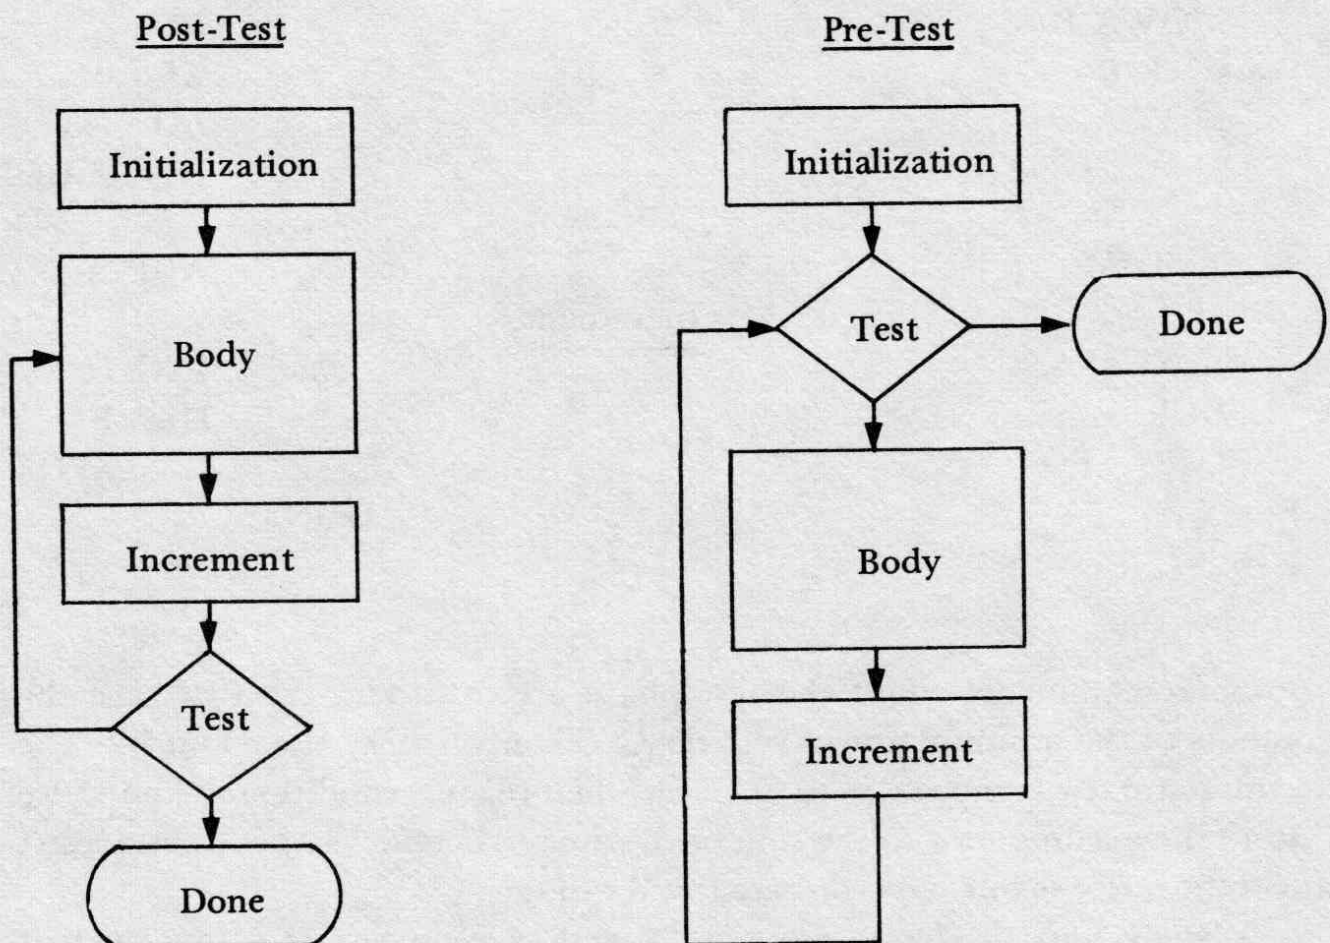 Post-Test
Initialization
Body
Increment
Test
Done
Pre-Test
Initialization
Test
Done
Body
Increment